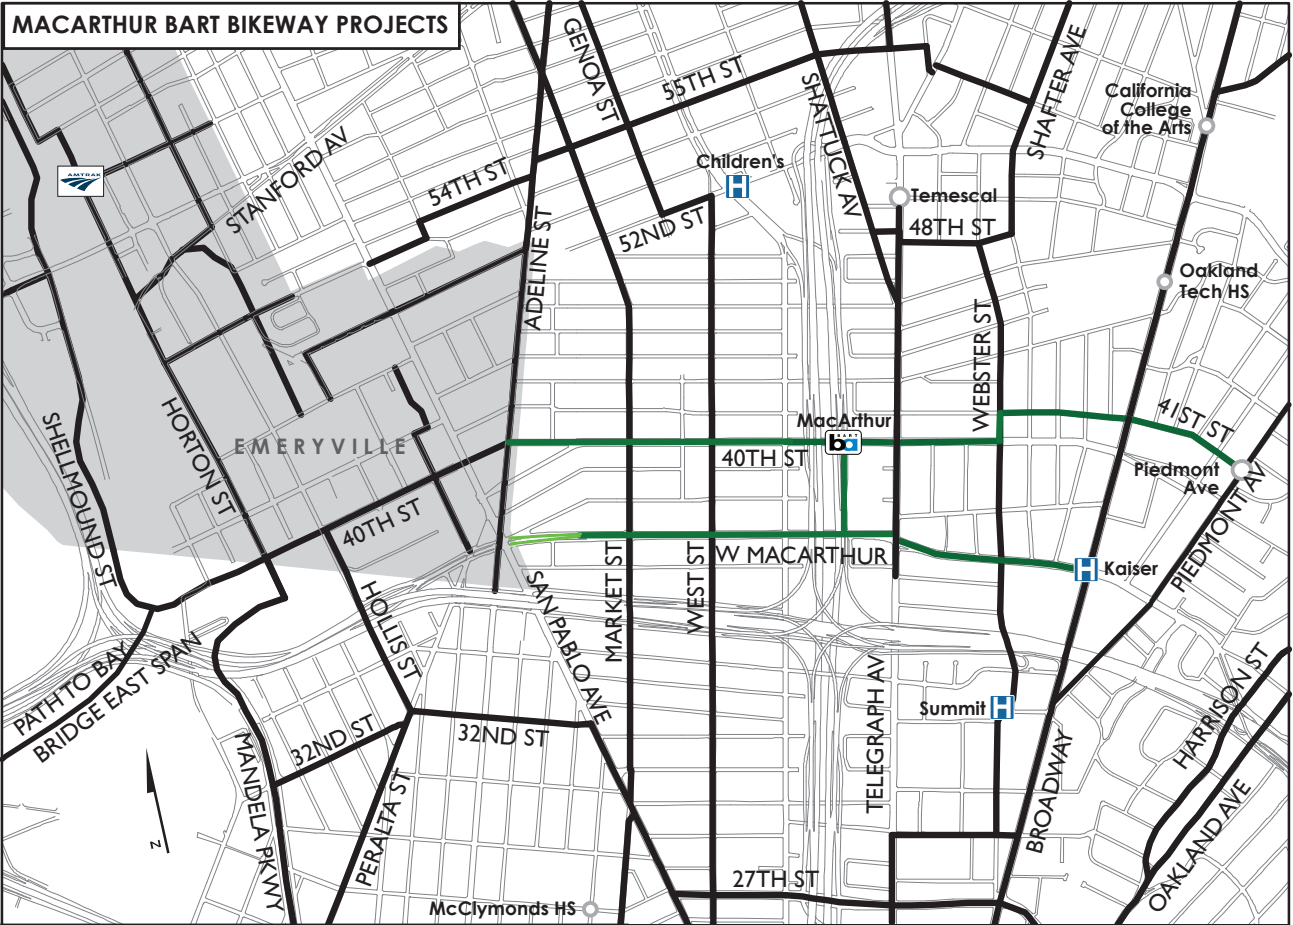 MACARTHUR BART BIKEWAY PROJECTS
GENOA ST
55TH ST
SHATTUCK AV
SHAFTER AVE
California
College
of the Arts
AMTRAK
STANFORD AV
54TH ST
Children's
H
Temescal
48TH ST
52ND ST
ADELINE ST
Oakland
Tech HS
WEBSTER ST
SHELLMOUND ST
HORTON ST
EMERYVILLE
MacArthur
BART
ba
41ST ST
40TH ST
Piedmont
Ave
PIEDMONT AV
40TH ST
W MACARTHUR
H Kaiser
HOLLIS ST
SAN PABLO AVE
MARKET ST
WEST ST
PATH TO BAY
BRIDGE EAST SPAN
TELEGRAPH AV
Summit H
HARRISON ST
32ND ST
32ND ST
MANDELA PKWY
PERALTA ST
BROADWAY
OAKLAND AVE
N
27TH ST
McClymonds HS